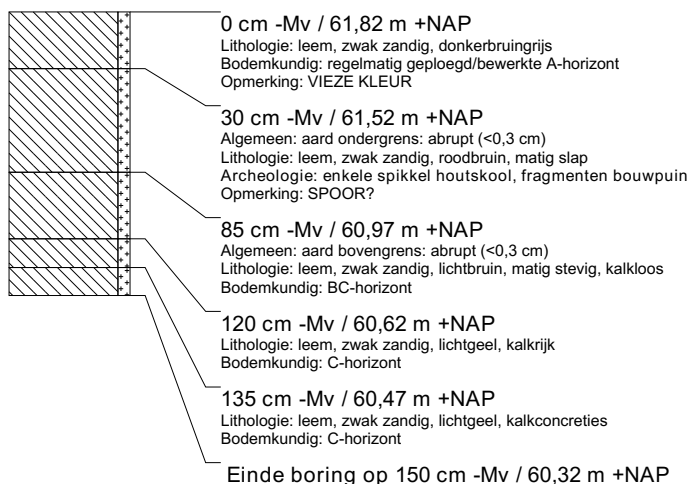 0 cm -Mv / 61,82 m +NAP
Lithologie: leem, zwak zandig, donkerbruingrijs
Bodemkundig: regelmatig geploegd/bewerkte A-horizont
Opmerking: VIEZE KLEUR
30 cm -Mv / 61,52 m +NAP
Algemeen: aard ondergrens: abrupt (<0,3 cm)
Lithologie: leem, zwak zandig, roodbruin, matig slap
Archeologie: enkele spikkel houtskool, fragmenten bouwpuin
Opmerking: SPOOR?
85 cm -Mv / 60,97 m +NAP
Algemeen: aard bovengrens: abrupt (<0,3 cm)
Lithologie: leem, zwak zandig, lichtbruin, matig stevig, kalkloos
Bodemkundig: BC-horizont
120 cm -Mv / 60,62 m +NAP
Lithologie: leem, zwak zandig, lichtgeel, kalkrijk
Bodemkundig: C-horizont
135 cm -Mv / 60,47 m +NAP
Lithologie: leem, zwak zandig, lichtgeel, kalkconcreties
Bodemkundig: C-horizont
Einde boring op 150 cm -Mv / 60,32 m +NAP